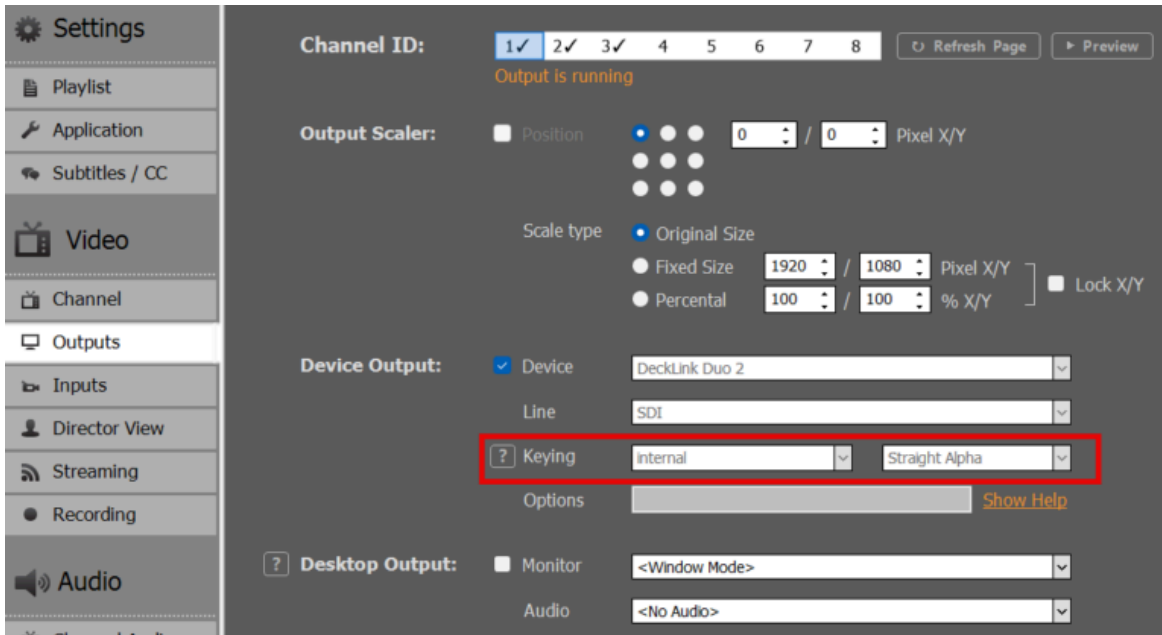 Settings
Playlist
Application
Subtitles / CC
Video
Channel
Outputs
Inputs
Director View
Streaming
Recording
Audio
Channel ID: 1✓ 2✓ 3✓ 4 5 6 7 8 Refresh Page Preview
Output is running
Output Scaler: Position 0 / 0 Pixel X/Y
Scale type Original Size
Fixed Size 1920 / 1080 Pixel X/Y
Lock X/Y
Percental 100 / 100 % X/Y
Device Output: Device DeckLink Duo 2
Line SDI
? Keying internal Straight Alpha
Options Show Help
? Desktop Output: Monitor <Window Mode>
Audio <No Audio>